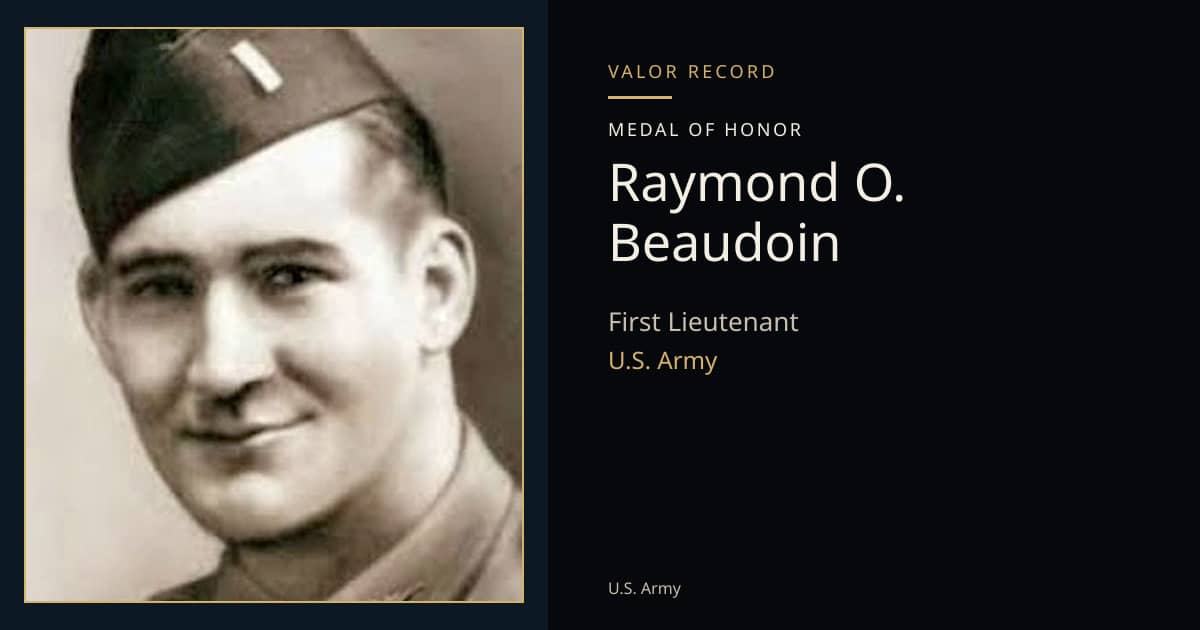 VALOR RECORD
MEDAL OF HONOR
Raymond O.
Beaudoin
First Lieutenant
U.S. Army
U.S. Army